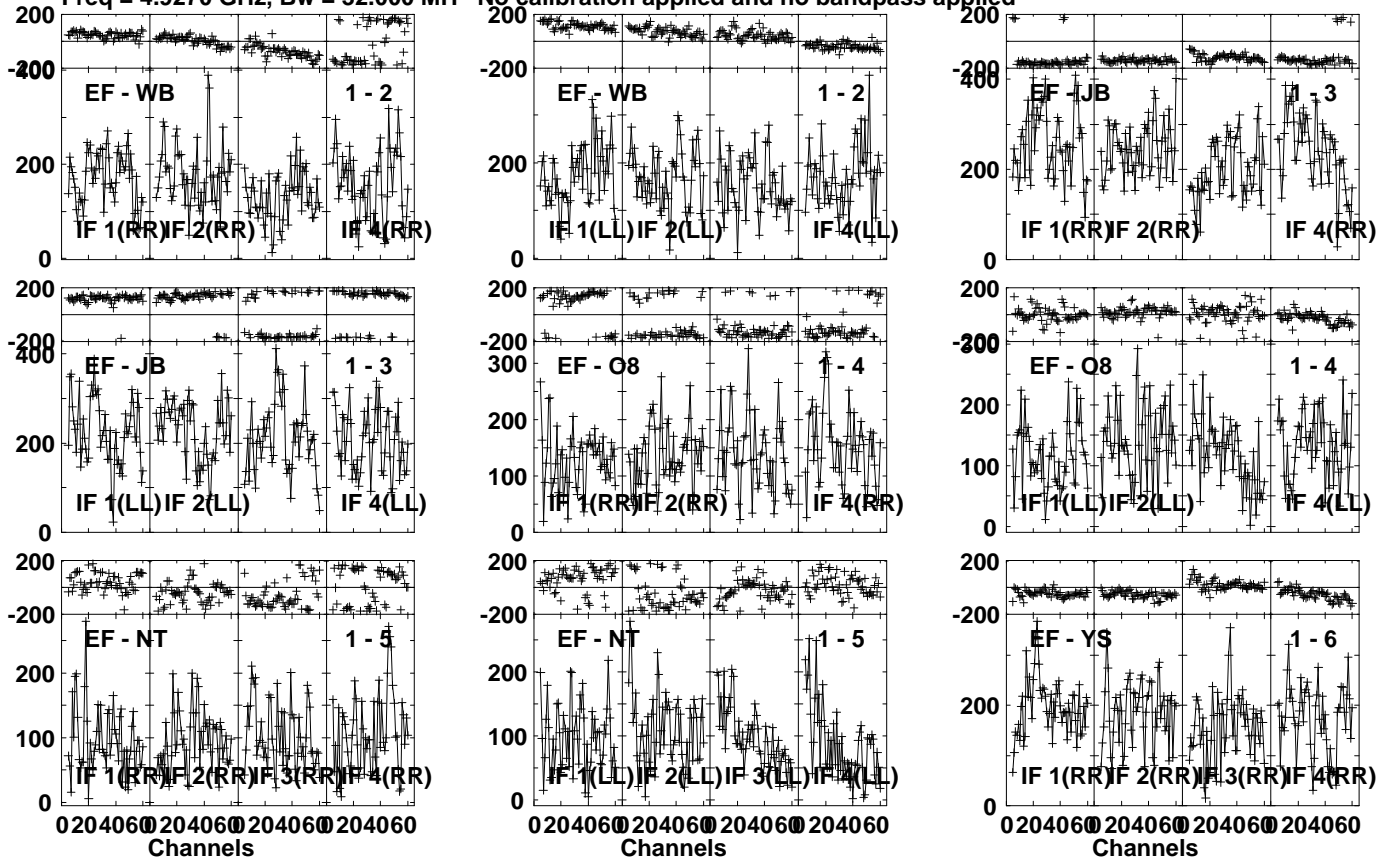 Freq = 4.9270 GHz, Bw = 32.000 MH No calibration applied and no bandpass applied
200 200 200
-200 -200 -200
400 400
EF - WB 1 - 2 EF - WB 1 - 2 EF - JB 1 - 3
200 200 200
IF 1(RR) IF 2(RR) IF 4(RR) IF 1(LL) IF 2(LL) IF 4(LL) IF 1(RR) IF 2(RR) IF 4(RR)
0 0 0
200 200 200
-200 -200 -200
400 300 300
EF - JB 1 - 3 EF - O8 1 - 4 EF - O8 1 - 4
200 200 200
100 100
IF 1(LL) IF 2(LL) IF 4(LL) IF 1(RR) IF 2(RR) IF 4(RR) IF 1(LL) IF 2(LL) IF 4(LL)
0 0 0
200 200 200
-200 -200 -200
EF - NT 1 - 5 EF - NT 1 - 5 EF - YS 1 - 6
200 200 200
100 100
IF 1(RR) IF 2(RR) IF 3(RR) IF 4(RR) IF 1(LL) IF 2(LL) IF 3(LL) IF 4(LL) IF 1(RR) IF 2(RR) IF 3(RR) IF 4(RR)
0 0 0
0 20 40 60 0 20 40 60 0 20 40 60 0 20 40 60 0 20 40 60 0 20 40 60 0 20 40 60 0 20 40 60 0 20 40 60 0 20 40 60 0 20 40 60 0 20 40 60
Channels Channels Channels